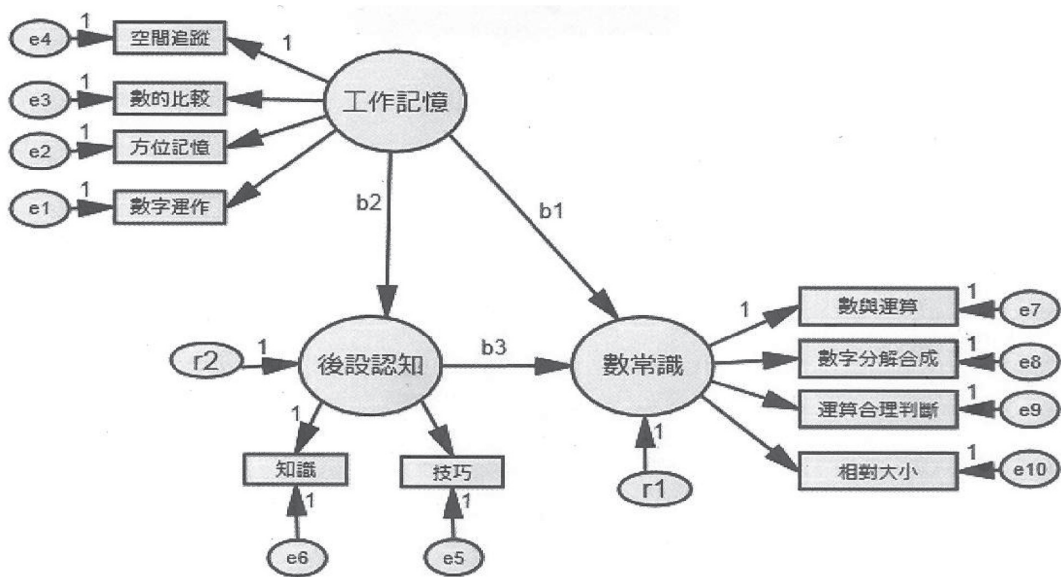 e4 1 空間追蹤 1
e3 1 數的比較
e2 1 方位記憶
e1 1 數字運作
工作記憶
b2
b1
r2 1 後設認知
b3
數常識
1 數與運算 1 e7
數字分解合成 1 e8
運算合理判斷 1 e9
相對大小 1 e10
1
知識
技巧
1
1
e6
e5
1
r1